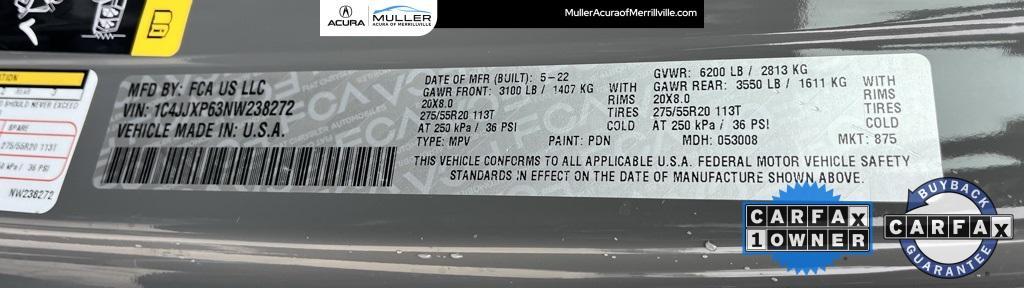 ACURA
MULLER
ACURA OF MERRILLVILLE
MullerAcuraofMerrillville.com
B
MFD BY: FCA US LLC
VIN: 1C4JJXP63NW238272
VEHICLE MADE IN U.S.A.
DATE OF MFR (BUILT): 5-22
GAWR FRONT: 3100 LB / 1407 KG WITH
20X8.0 RIMS
275/55R20 113T TIRES
AT 250 kPa / 36 PSI COLD
TYPE: MPV PAINT: PDN
GVWR: 6200 LB / 2813 KG
GAWR REAR: 3550 LB / 1611 KG WITH
20X8.0 RIMS
275/55R20 113T TIRES
AT 250 kPa / 36 PSI COLD
MDH: 053008 MKT: 875
THIS VEHICLE CONFORMS TO ALL APPLICABLE U.S.A. FEDERAL MOTOR VEHICLE SAFETY
STANDARDS IN EFFECT ON THE DATE OF MANUFACTURE SHOWN ABOVE.
SPARE
275/55R20 113T
kPa / 36 PSI
NW238272
CARFAX
1 OWNER
BUYBACK
CARFAX
GUARANTEE